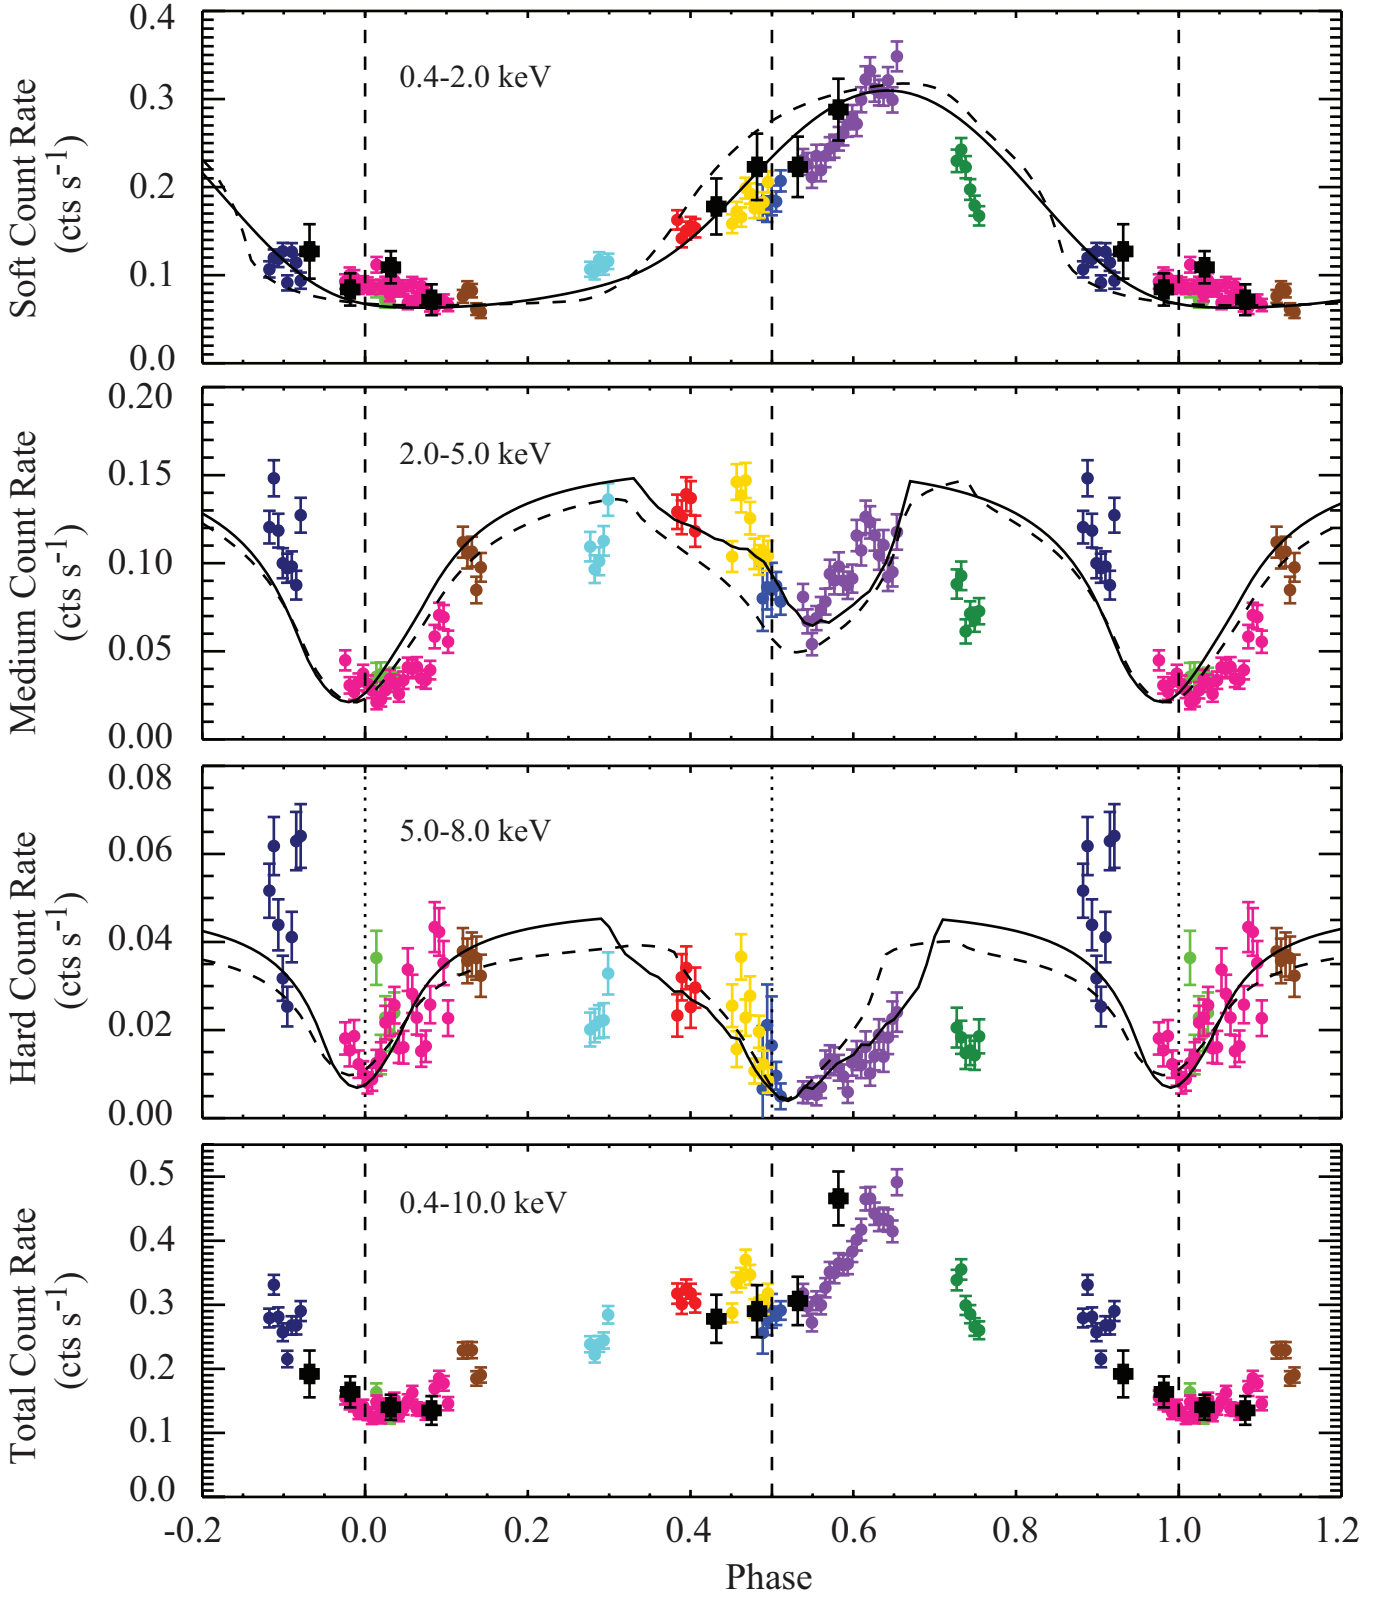 Soft Count Rate
(cts s⁻¹)
0.4
0.3
0.2
0.1
0.0
0.4-2.0 keV
Medium Count Rate
(cts s⁻¹)
0.20
0.15
0.10
0.05
0.00
2.0-5.0 keV
Hard Count Rate
(cts s⁻¹)
0.08
0.06
0.04
0.02
0.00
5.0-8.0 keV
Total Count Rate
(cts s⁻¹)
0.5
0.4
0.3
0.2
0.1
0.0
0.4-10.0 keV
-0.2 0.0 0.2 0.4 0.6 0.8 1.0 1.2
Phase